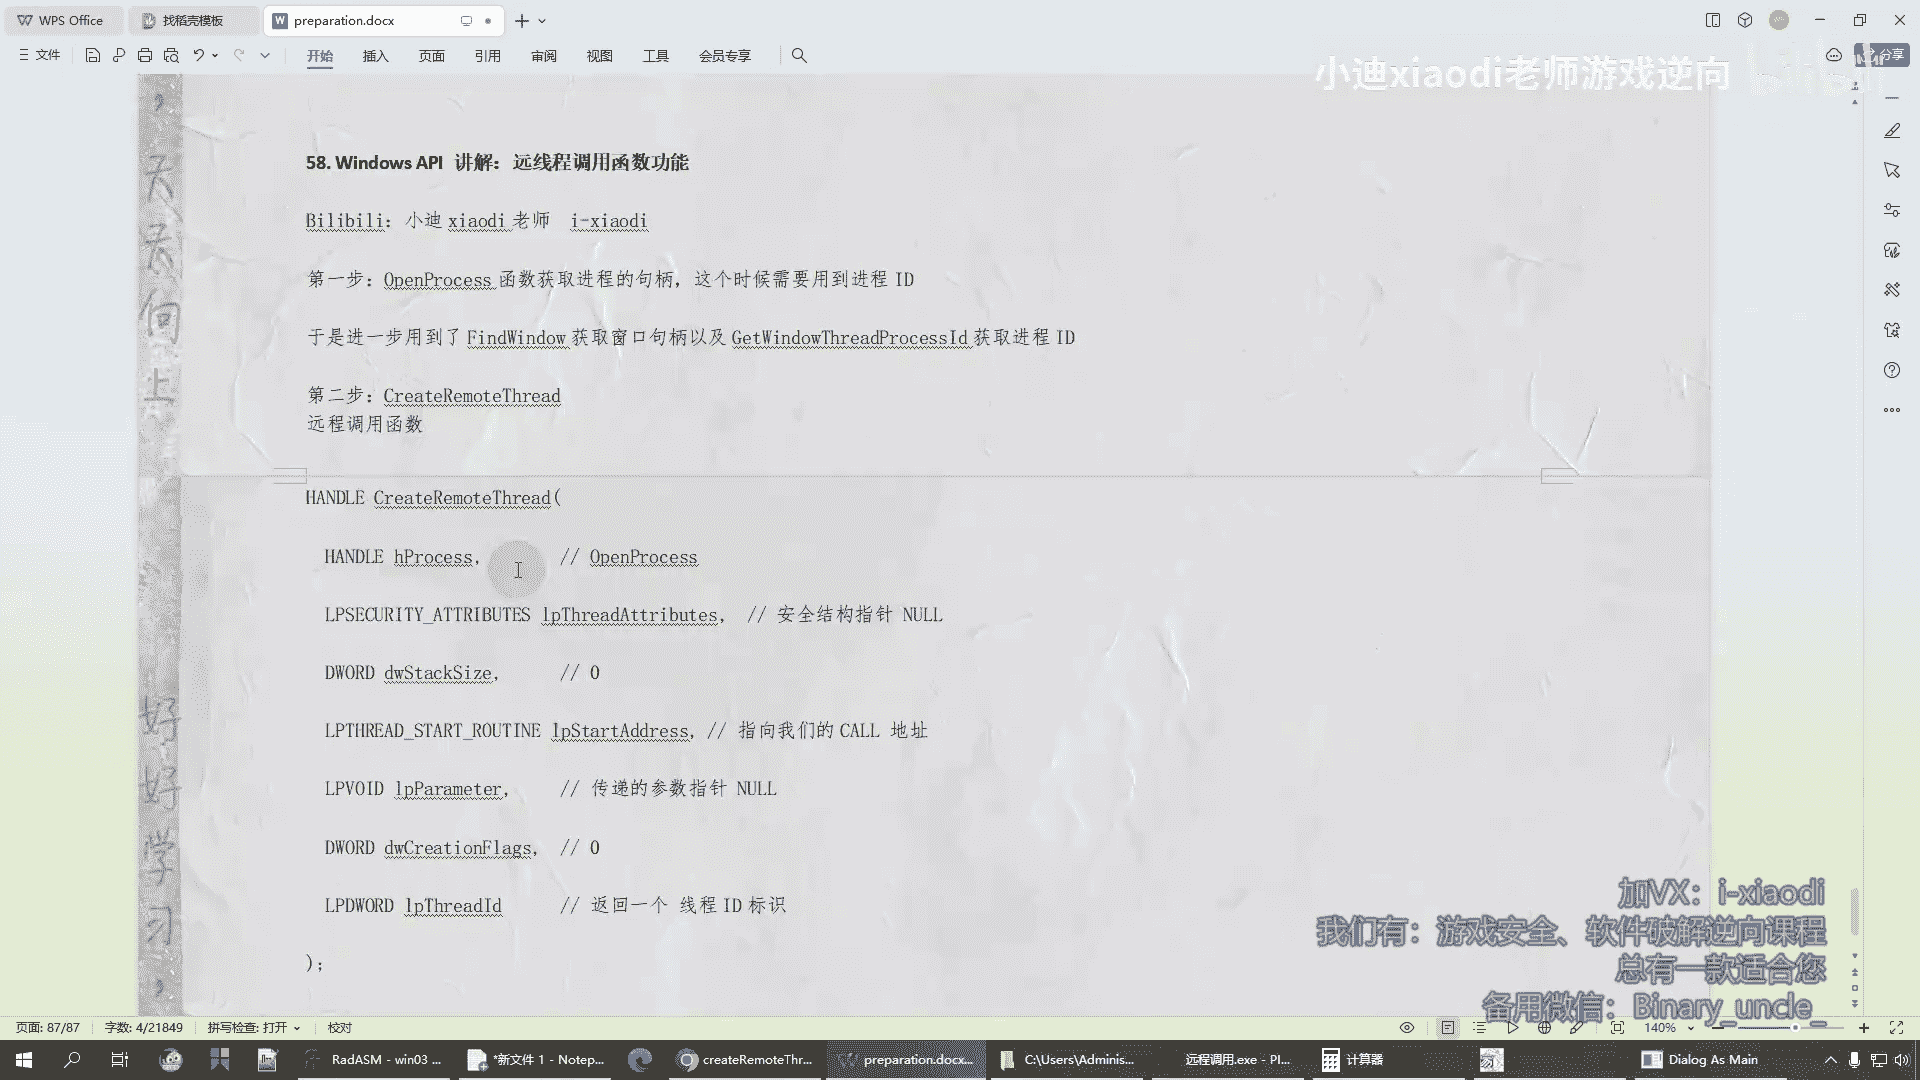 WPS Office 找稻壳模板 preparation.docx
文件 开始 插入 页面 引用 审阅 视图 工具 会员专享 分享
小迪xiaodi老师游戏逆向
58. Windows API 讲解：远线程调用函数功能
Bilibili：小迪 xiaodi 老师 i-xiaodi
第一步：OpenProcess 函数获取进程的句柄，这个时候需要用到进程 ID
于是进一步用到了 FindWindow 获取窗口句柄以及 GetWindowThreadProcessId 获取进程 ID
第二步：CreateRemoteThread
远程调用函数
HANDLE CreateRemoteThread(
HANDLE hProcess, // OpenProcess
LPSECURITY_ATTRIBUTES lpThreadAttributes, // 安全结构指针 NULL
DWORD dwStackSize, // 0
LPTHREAD_START_ROUTINE lpStartAddress, // 指向我们的 CALL 地址
LPVOID lpParameter, // 传递的参数指针 NULL
DWORD dwCreationFlags, // 0
LPDWORD lpThreadId // 返回一个 线程 ID 标识
);
天天向上
好好学习
加VX：i-xiaodi
我们有：游戏安全、软件破解逆向课程
总有一款适合您
备用微信：Binary_uncle_
页面: 87/87 字数: 4/21849 拼写检查: 打开 校对 140%
RadASM - win03 ... *新文件 1 - Notep... createRemoteThr... preparation.docx... C:\Users\Adminis... 远程调用.exe - PI... 计算器 Dialog As Main